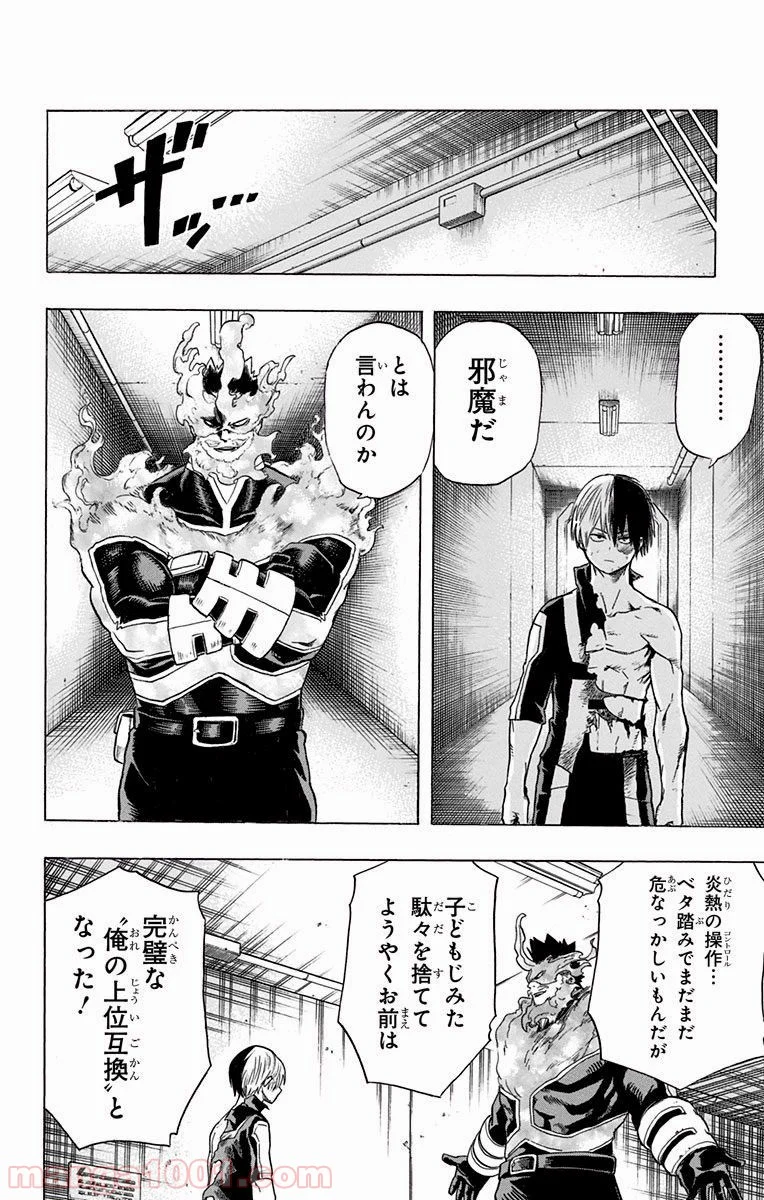 ザッ…
…………
邪魔だ
とは
言わんのか
炎熱の操作…
ベタ踏みでまだまだ
危なっかしいもんだが
子どもじみた
駄々を捨てて
ようやくお前は
完璧な
〝俺の上位互換〟と
なった!